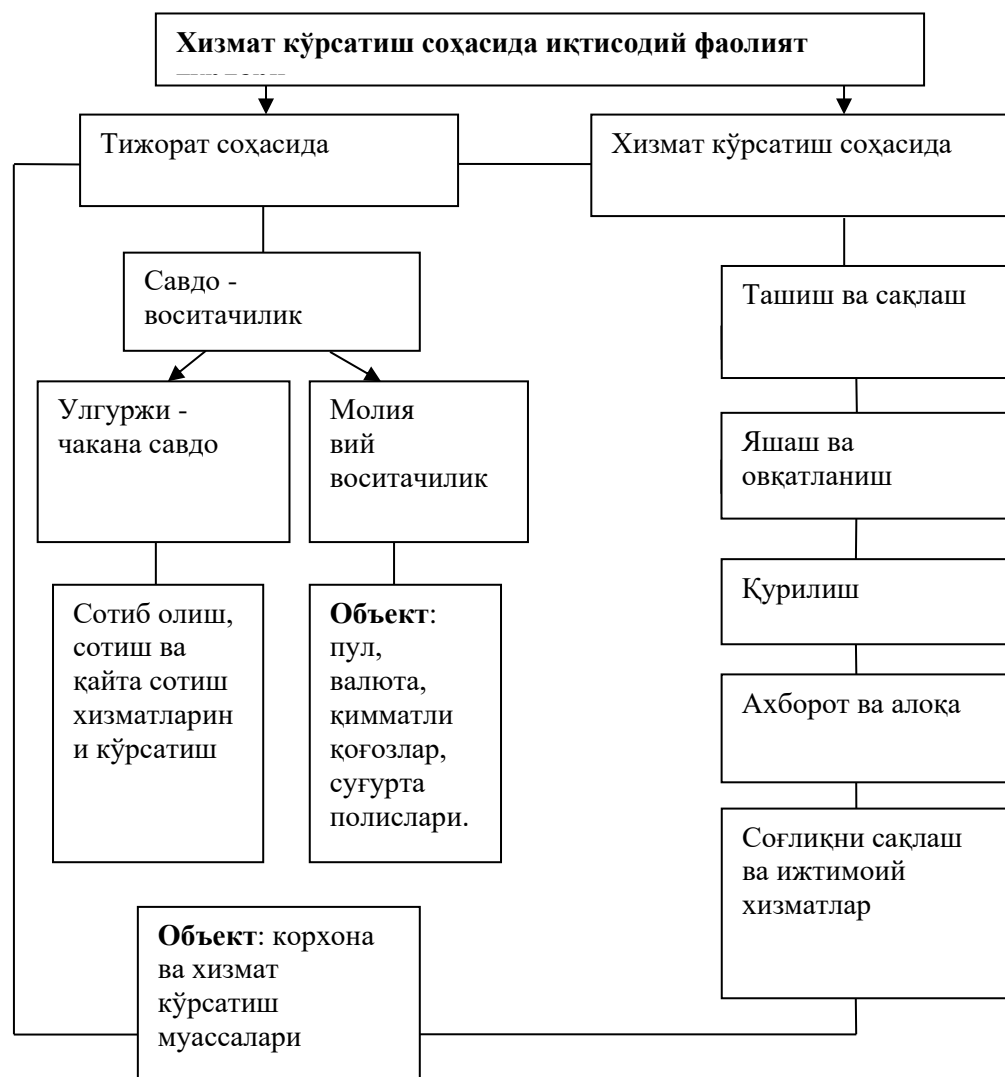 Хизмат кўрсатиш соҳасида иқтисодий фаолият
Тижорат соҳасида
Хизмат кўрсатиш соҳасида
Савдо -
воситачилик
Ташиш ва сақлаш
Улгуржи -
чакана савдо
Молия
вий
воситачилик
Яшаш ва
овқатланиш
Қурилиш
Сотиб олиш,
сотиш ва
қайта сотиш
хизматларин
и кўрсатиш
Объект:
пул,
валюта,
қимматли
қоғозлар,
суғурта
полислари.
Ахборот ва алоқа
Соғлиқни сақлаш
ва ижтимоий
хизматлар
Объект: корхона
ва хизмат
кўрсатиш
муассалари